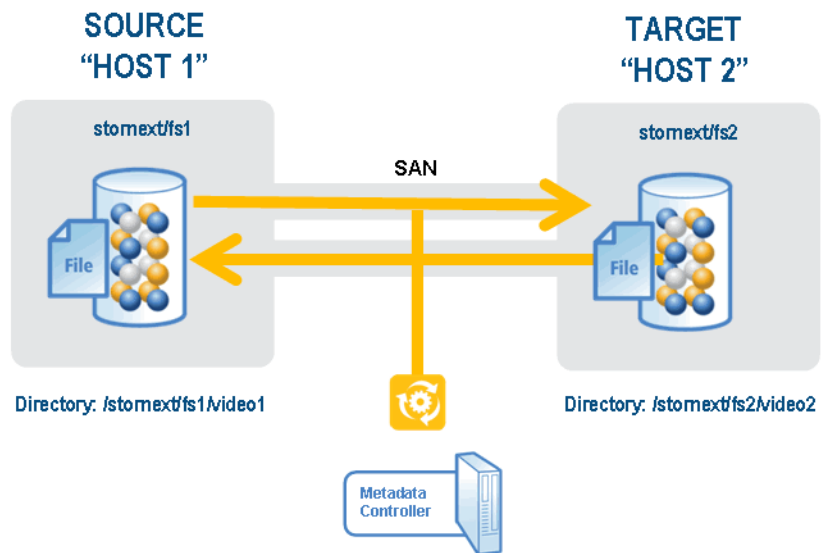 SOURCE
“HOST 1”
TARGET
“HOST 2”
stornext/fs1
stornext/fs2
SAN
File
File
Directory: /stornext/fs1/video1
Directory: /stornext/fs2/video2
Metadata
Controller